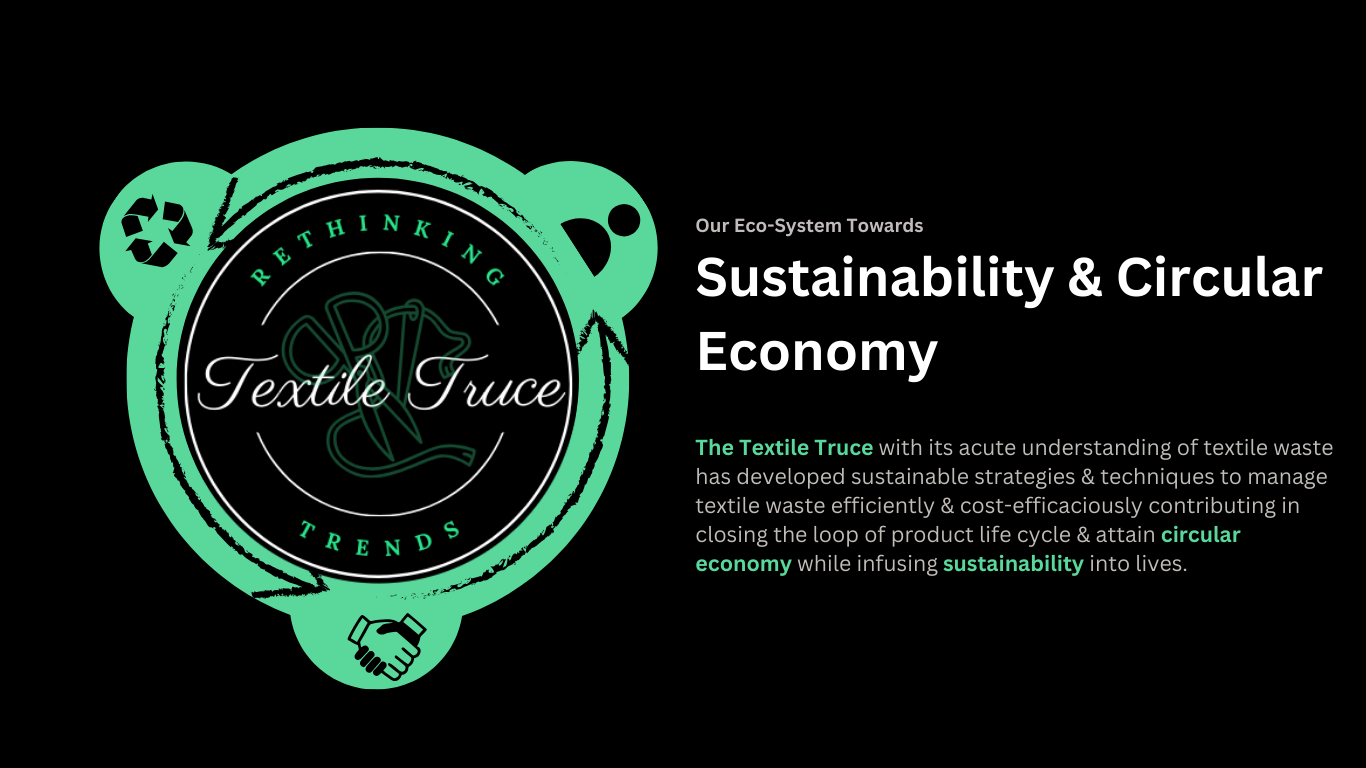 RETHINKING
Textile Truce
TRENDS
Our Eco-System Towards
Sustainability & Circular
Economy
The Textile Truce with its acute understanding of textile waste
has developed sustainable strategies & techniques to manage
textile waste efficiently & cost-efficaciously contributing in
closing the loop of product life cycle & attain circular
economy while infusing sustainability into lives.